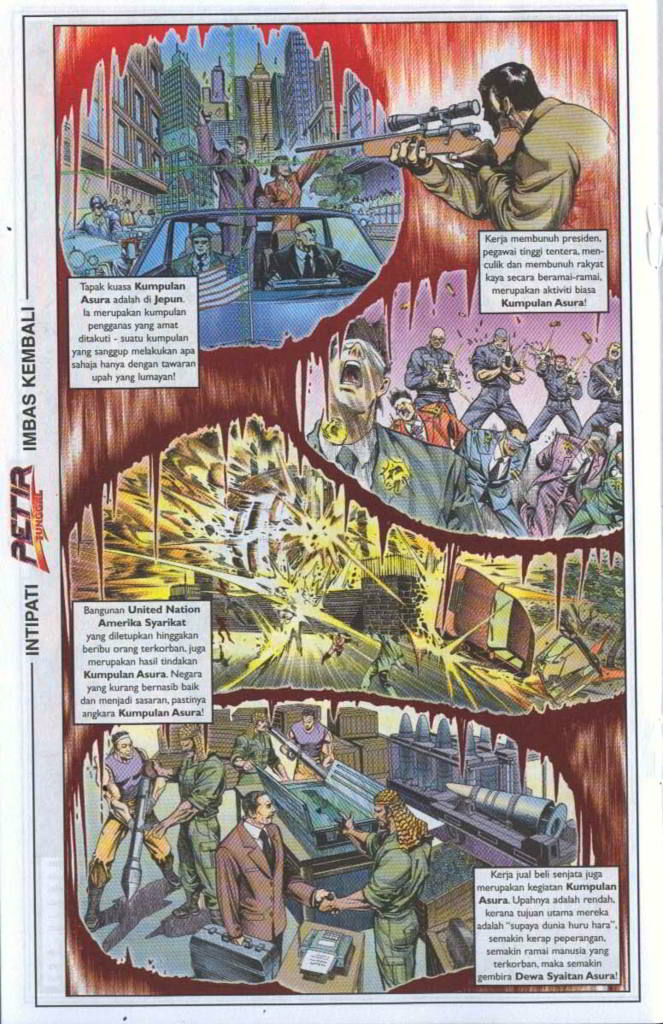 INTIPATI PETIR TUNGGAL IMBAS KEMBALI
Kerja membunuh presiden,
pegawai tinggi tentera, men-
culik dan membunuh rakyat
kaya secara beramai-ramai,
merupakan aktiviti biasa
Kumpulan Asura!
Tapak kuasa Kumpulan
Asura adalah di Jepun.
Ia merupakan kumpulan
pengganas yang amat
ditakuti - suatu kumpulan
yang sanggup melakukan apa
sahaja hanya dengan tawaran
upah yang lumayan!
Bangunan United Nation
Amerika Syarikat
yang diletupkan hinggakan
beribu orang terkorban, juga
merupakan hasil tindakan
Kumpulan Asura. Negara
yang kurang bernasib baik
dan menjadi sasaran, pastinya
angkara Kumpulan Asura!
Kerja jual beli senjata juga
merupakan kegiatan Kumpulan
Asura. Upahnya adalah rendah,
kerana tujuan utama mereka
adalah "supaya dunia huru hara",
semakin kerap peperangan,
semakin ramai manusia yang
terkorban, maka semakin
gembira Dewa Syaitan Asura!